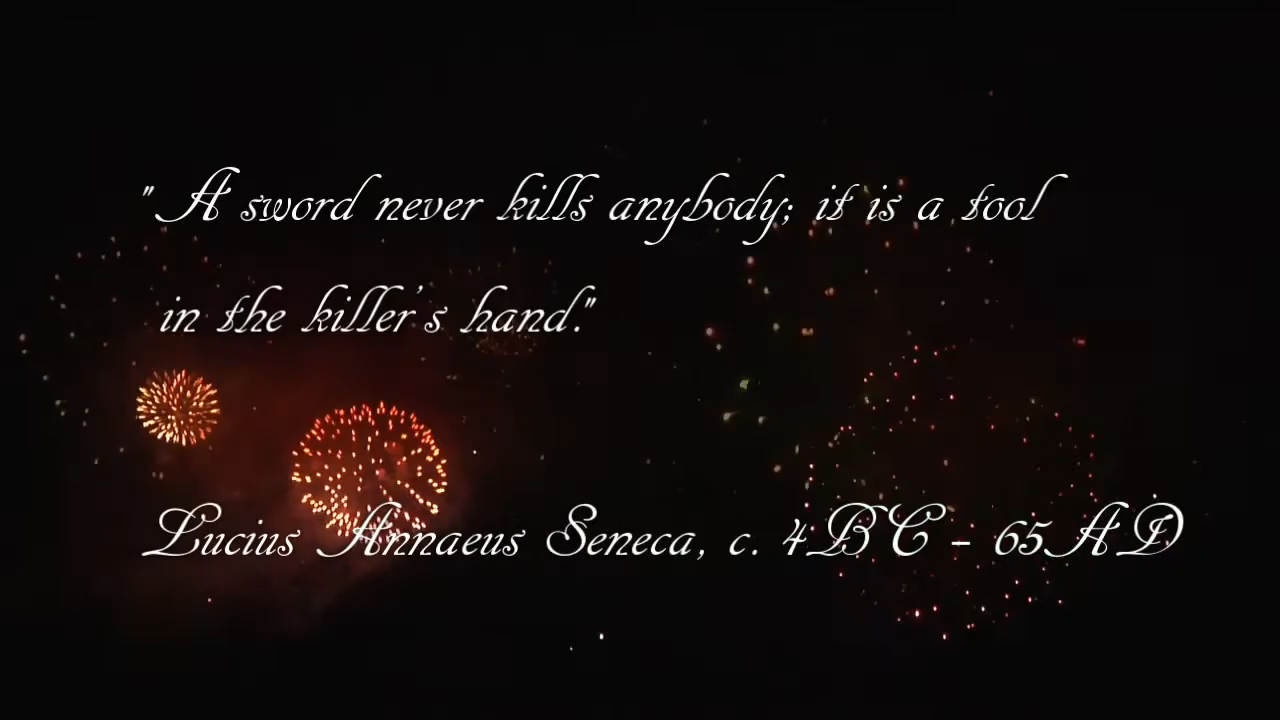 " A sword never kills anybody; it is a tool
in the killer's hand."
Lucius Annaeus Seneca, c. 4BC - 65AD